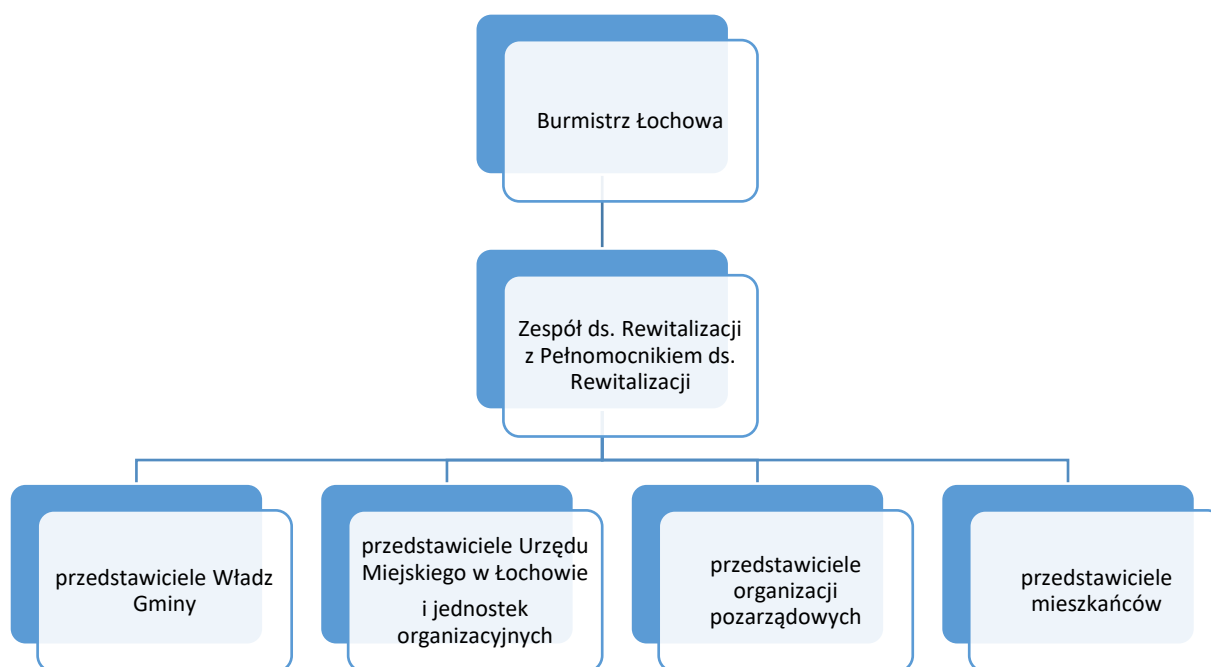 Burmistrz Łochowa
Zespół ds. Rewitalizacji
z Pełnomocnikiem ds.
Rewitalizacji
przedstawiciele Władz
Gminy
przedstawiciele Urzędu
Miejskiego w Łochowie
i jednostek
organizacyjnych
przedstawiciele
organizacji
pozarządowych
przedstawiciele
mieszkańców